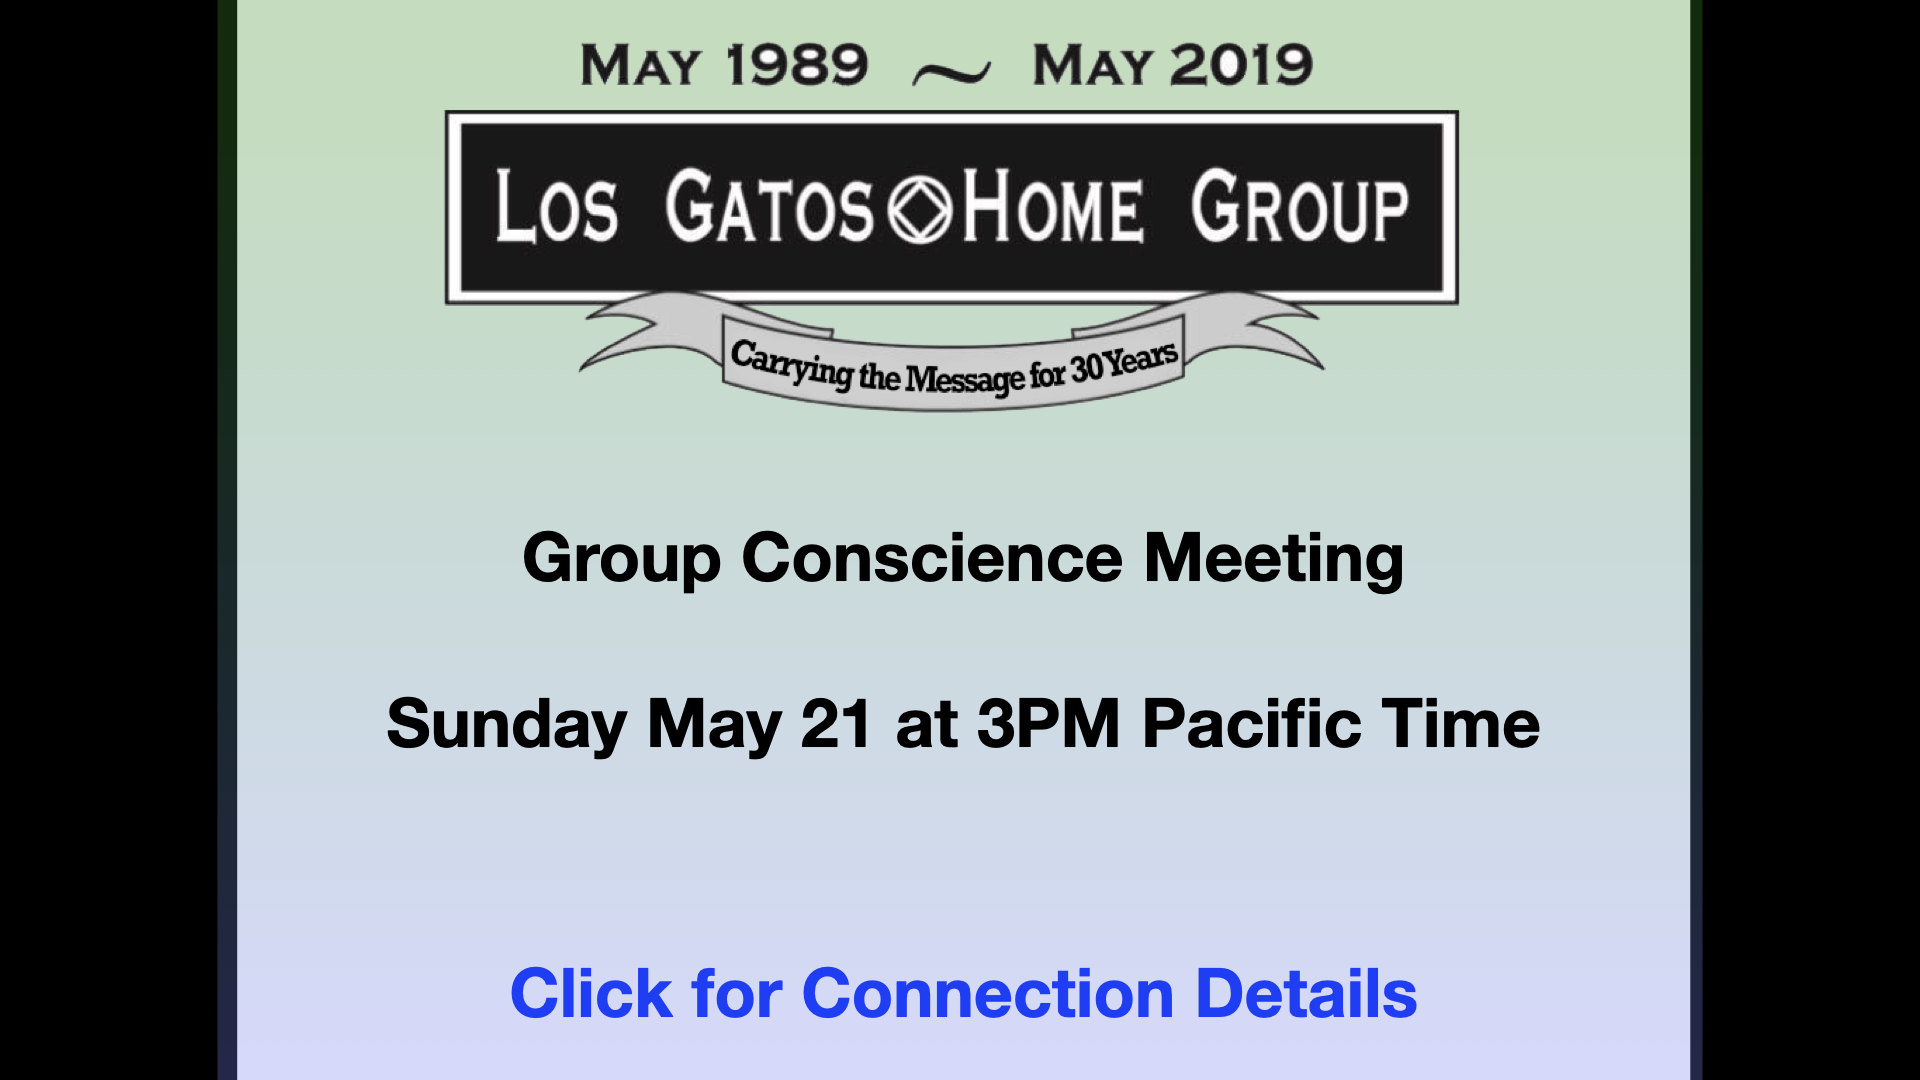 MAY 1989 ~ MAY 2019
LOS GATOS HOME GROUP
Carrying the Message for 30 Years
Group Conscience Meeting
Sunday May 21 at 3PM Pacific Time
Click for Connection Details